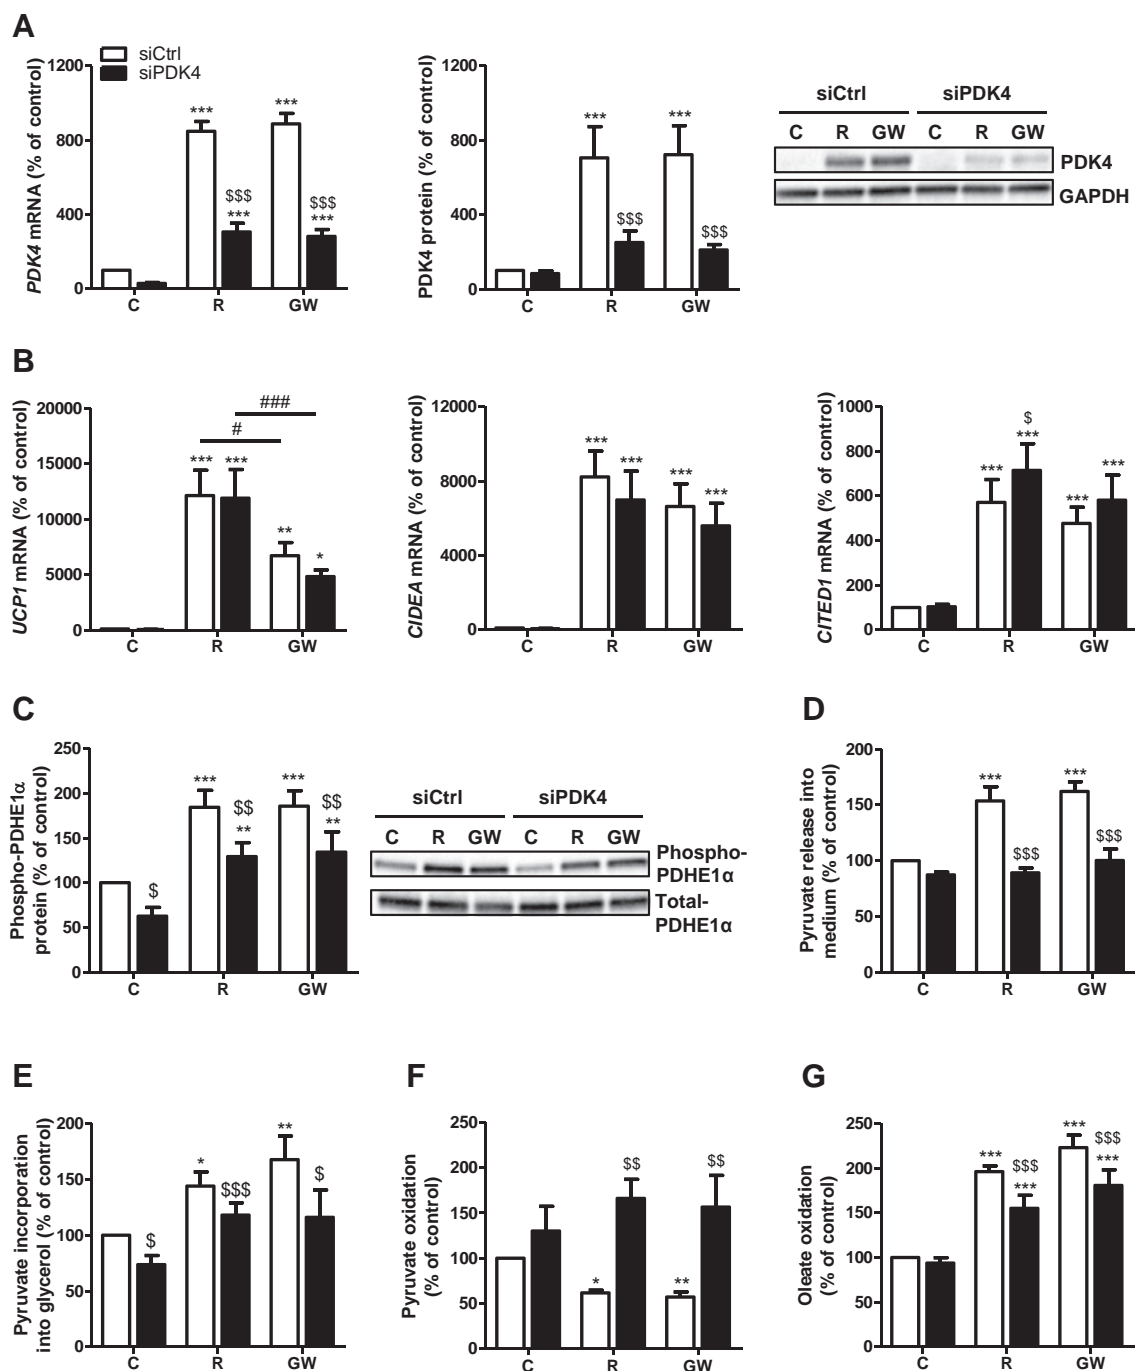 A
siCtrl
siPDK4
PDK4 mRNA (% of control)
1200
800
400
0
***
***
$$$
***
$$$
***
C R GW
PDK4 protein (% of control)
1200
800
400
0
***
***
$$$
$$$
C R GW
siCtrl siPDK4
C R GW C R GW
PDK4
GAPDH
B
UCP1 mRNA (% of control)
20000
15000
10000
5000
0
###
#
*** ***
**
*
C R GW
CIDEA mRNA (% of control)
12000
8000
4000
0
***
***
***
***
C R GW
CITED1 mRNA (% of control)
1000
800
600
400
200
0
$
***
***
***
***
C R GW
C
Phospho-PDHE1α
protein (% of control)
250
200
150
100
50
0
$
***
$$
**
***
$$
**
C R GW
siCtrl siPDK4
C R GW C R GW
Phospho-
PDHE1α
Total-
PDHE1α
D
Pyruvate release into
medium (% of control)
200
150
100
50
0
***
$$$
***
$$$
C R GW
E
Pyruvate incorporation
into glycerol (% of control)
200
150
100
50
0
$
*
$$$
**
$
C R GW
F
Pyruvate oxidation
(% of control)
250
200
150
100
50
0
*
$$
**
$$
C R GW
G
Oleate oxidation
(% of control)
250
200
150
100
50
0
***
$$$
***
***
$$$
***
C R GW